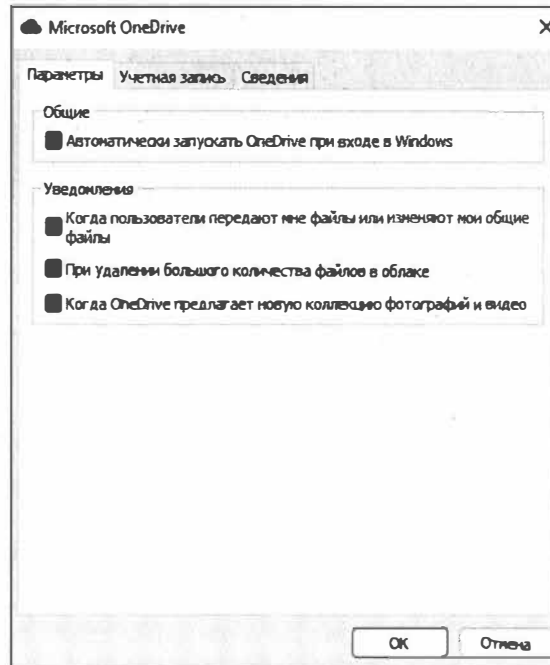 Microsoft OneDrive
Параметры Учетная запись Сведения
Общие
Автоматически запускать OneDrive при входе в Windows
Уведомления
Когда пользователи передают мне файлы или изменяют мои общие
файлы
При удалении большого количества файлов в облаке
Когда OneDrive предлагает новую коллекцию фотографий и видео
OK Отмена